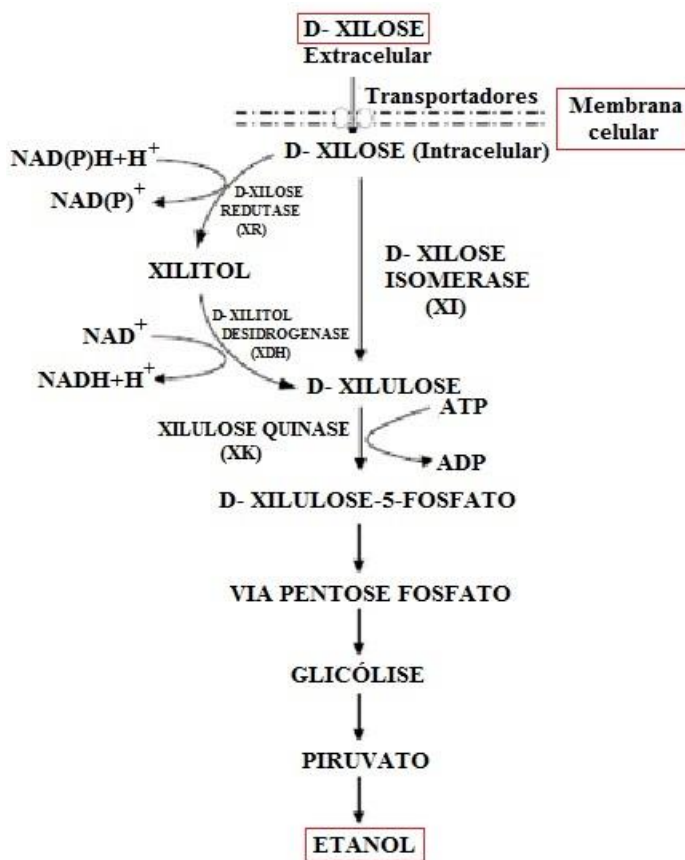 D- XILOSE
Extracelular
Transportadores
Membrana
celular
D- XILOSE (Intracelular)
NAD(P)H+H+
NAD(P)+
D-XILOSE
REDUTASE
(XR)
XILITOL
D- XILOSE
ISOMERASE
(XI)
D- XILITOL
DESIDROGENASE
(XDH)
NAD+
NADH+H+
D- XILULOSE
ATP
XILULOSE QUINASE
(XK)
ADP
D- XILULOSE-5-FOSFATO
VIA PENTOSE FOSFATO
GLICÓLISE
PIRUVATO
ETANOL